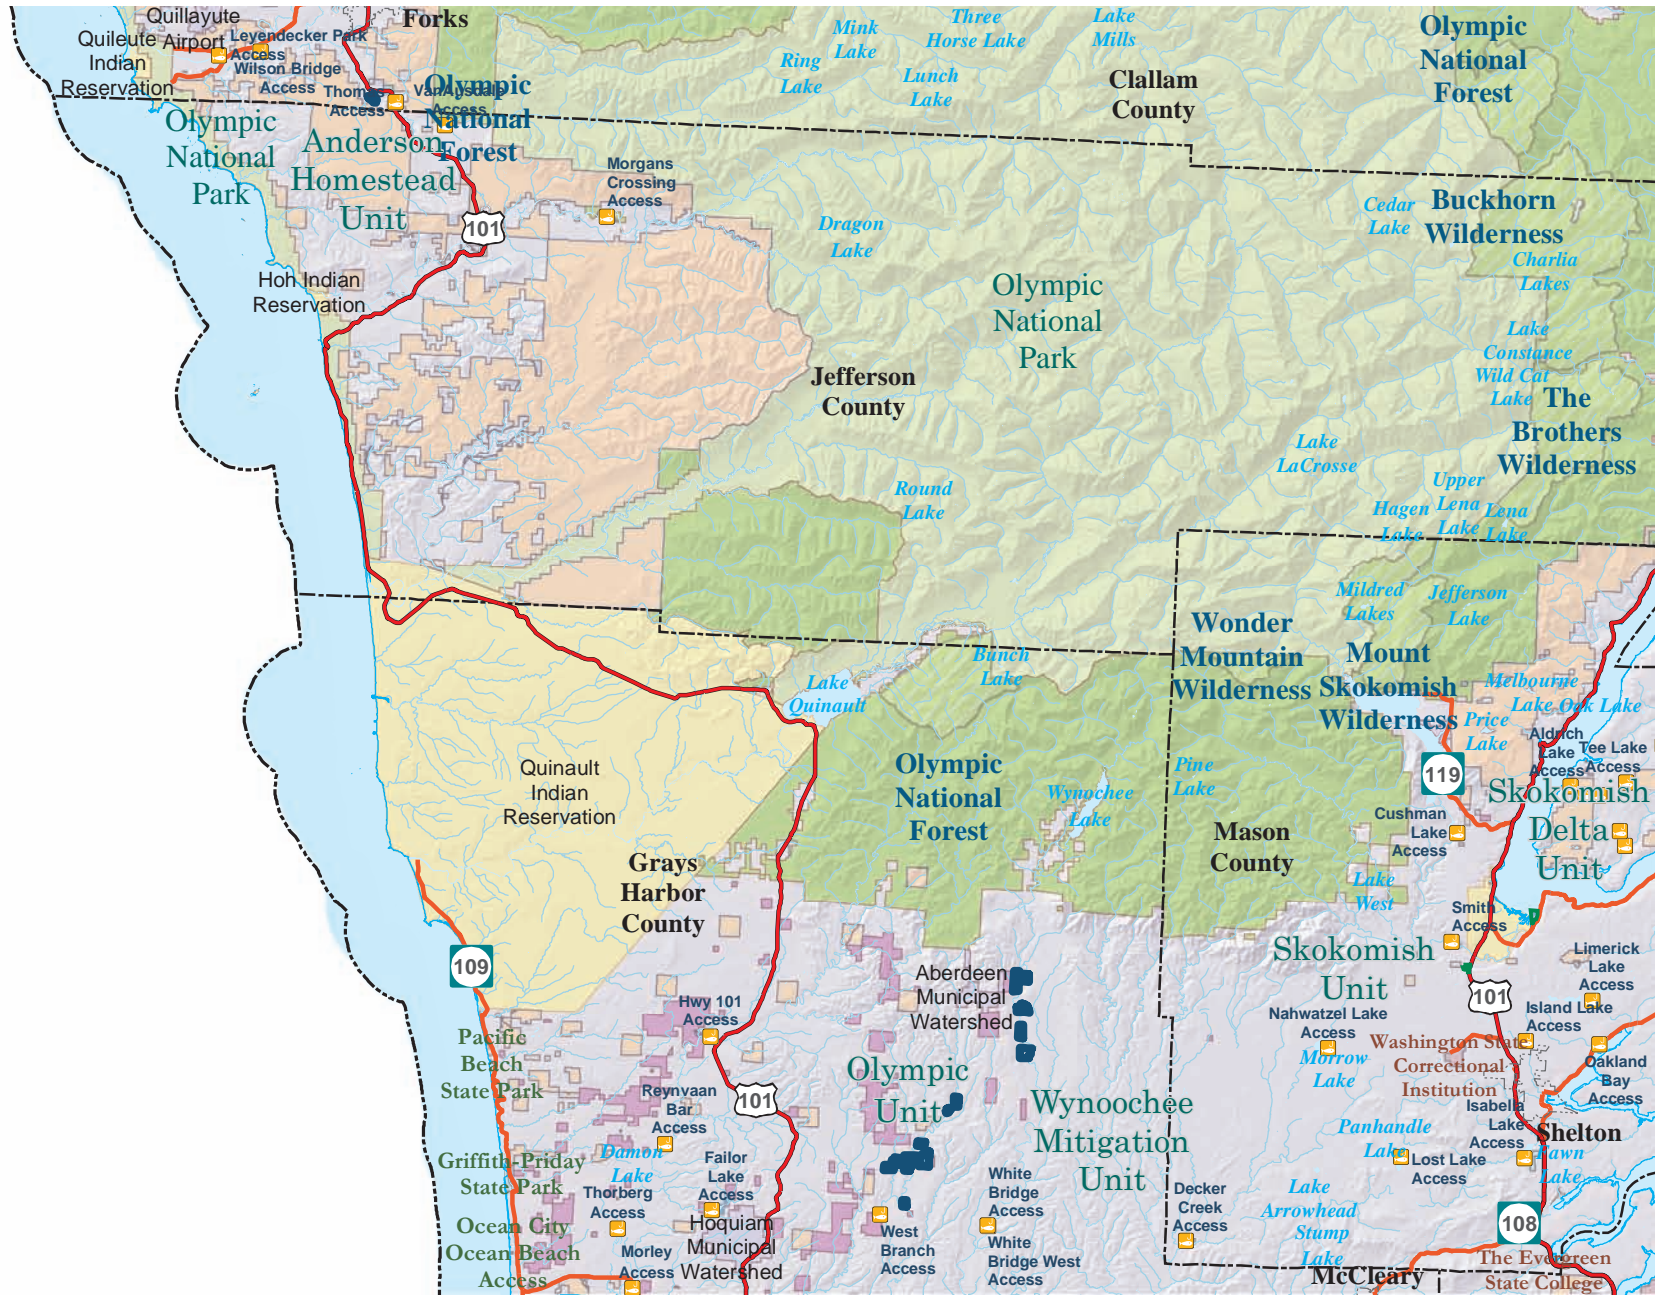 Quillayute
Airport
Quileute
Indian
Reservation
Leyendecker Park
Access
Wilson Bridge
Access
Forks
Thomas
Access
Access
Olympic
National
Forest
Olympic
National
Park
Anderson
Homestead
Unit
101
Morgans
Crossing
Access
Hoh Indian
Reservation
Mink
Lake
Three
Horse Lake
Lake
Mills
Ring
Lake
Lunch
Lake
Clallam
County
Olympic
National
Forest
Dragon
Lake
Cedar
Lake
Buckhorn
Wilderness
Charlia
Lakes
Olympic
National
Park
Lake
Constance
Wild Cat
Lake
The
Brothers
Wilderness
Jefferson
County
Lake
LaCrosse
Round
Lake
Upper
Lena
Lake
Hagen
Lake
Lena
Lake
Mildred
Lakes
Jefferson
Lake
Wonder
Mountain
Wilderness
Mount
Skokomish
Wilderness
Bunch
Lake
Lake
Quinault
Melbourne
Lake
Oak Lake
Price
Lake
Aldrich
Lake
Access
Tee Lake
Access
119
Skokomish
Delta
Unit
Quinault
Indian
Reservation
Olympic
National
Forest
Wynochee
Lake
Pine
Lake
Cushman
Lake
Access
Mason
County
Grays
Harbor
County
Lake
West
Smith
Access
Skokomish
Unit
Limerick
Lake
Access
109
Aberdeen
Municipal
Watershed
101
Hwy 101
Access
Nahwatzel Lake
Access
Island Lake
Access
Pacific
Beach
State Park
Morrow
Lake
Washington State
Correctional
Institution
Oakland
Bay
Access
Olympic
Unit
Reynvaan
Bar
Access
101
Wynoochee
Mitigation
Unit
Isabella
Lake
Access
Shelton
Panhandle
Lake
Lost Lake
Access
Fawn
Lake
Griffith-Priday
State Park
Damon
Lake
Failor
Lake
Access
Thorberg
Access
White
Bridge
Access
Decker
Creek
Access
Lake
Arrowhead
Stump
Lake
108
Ocean City
Ocean Beach
Access
Hoquiam
Municipal
Watershed
Morley
Access
West
Branch
Access
White
Bridge West
Access
McCleary
The Evergreen
State College